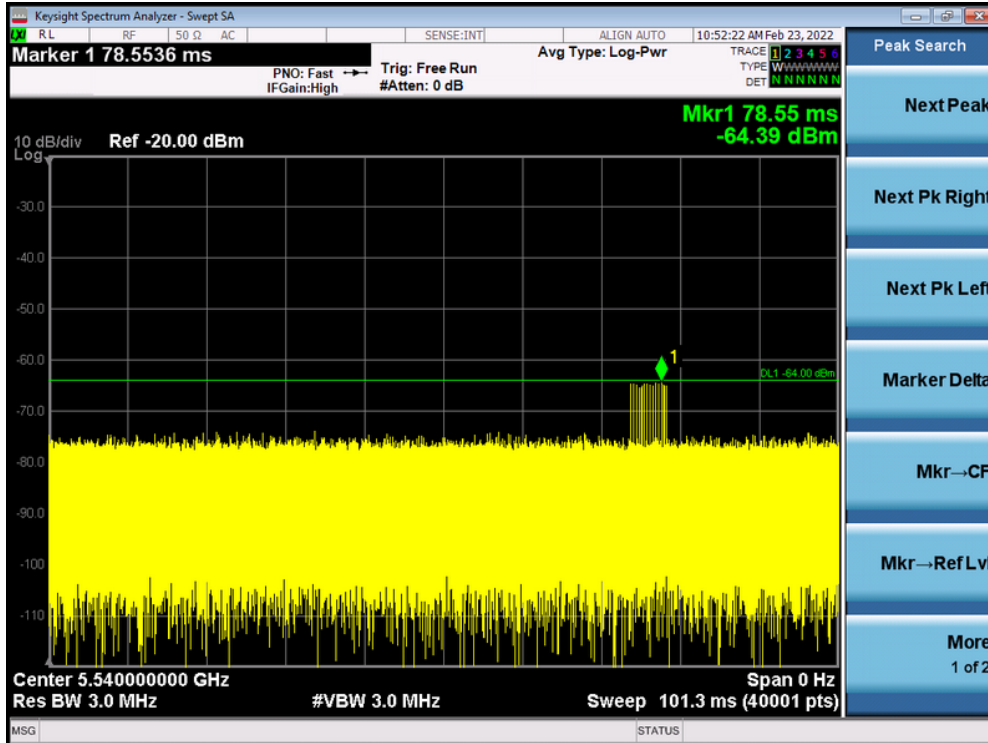 Keysight Spectrum Analyzer - Swept SA
LXI RL RF 50 Ω AC SENSE:INT ALIGN AUTO 10:52:22 AM Feb 23, 2022
Marker 1 78.5536 ms
PNO: Fast
IFGain:High
Trig: Free Run
#Atten: 0 dB
Avg Type: Log-Pwr
TRACE 1 2 3 4 5 6
TYPE WWWWWW
DET N N N N N N
Mkr1 78.55 ms
-64.39 dBm
10 dB/div Ref -20.00 dBm
Log
-30.0
-40.0
-50.0
-60.0
1
DL1 -64.00 dBm
-70.0
-80.0
-90.0
-100
-110
Center 5.540000000 GHz Span 0 Hz
Res BW 3.0 MHz #VBW 3.0 MHz Sweep 101.3 ms (40001 pts)
MSG STATUS
Peak Search
Next Peak
Next Pk Right
Next Pk Left
Marker Delta
Mkr→CF
Mkr→Ref Lvl
More
1 of 2